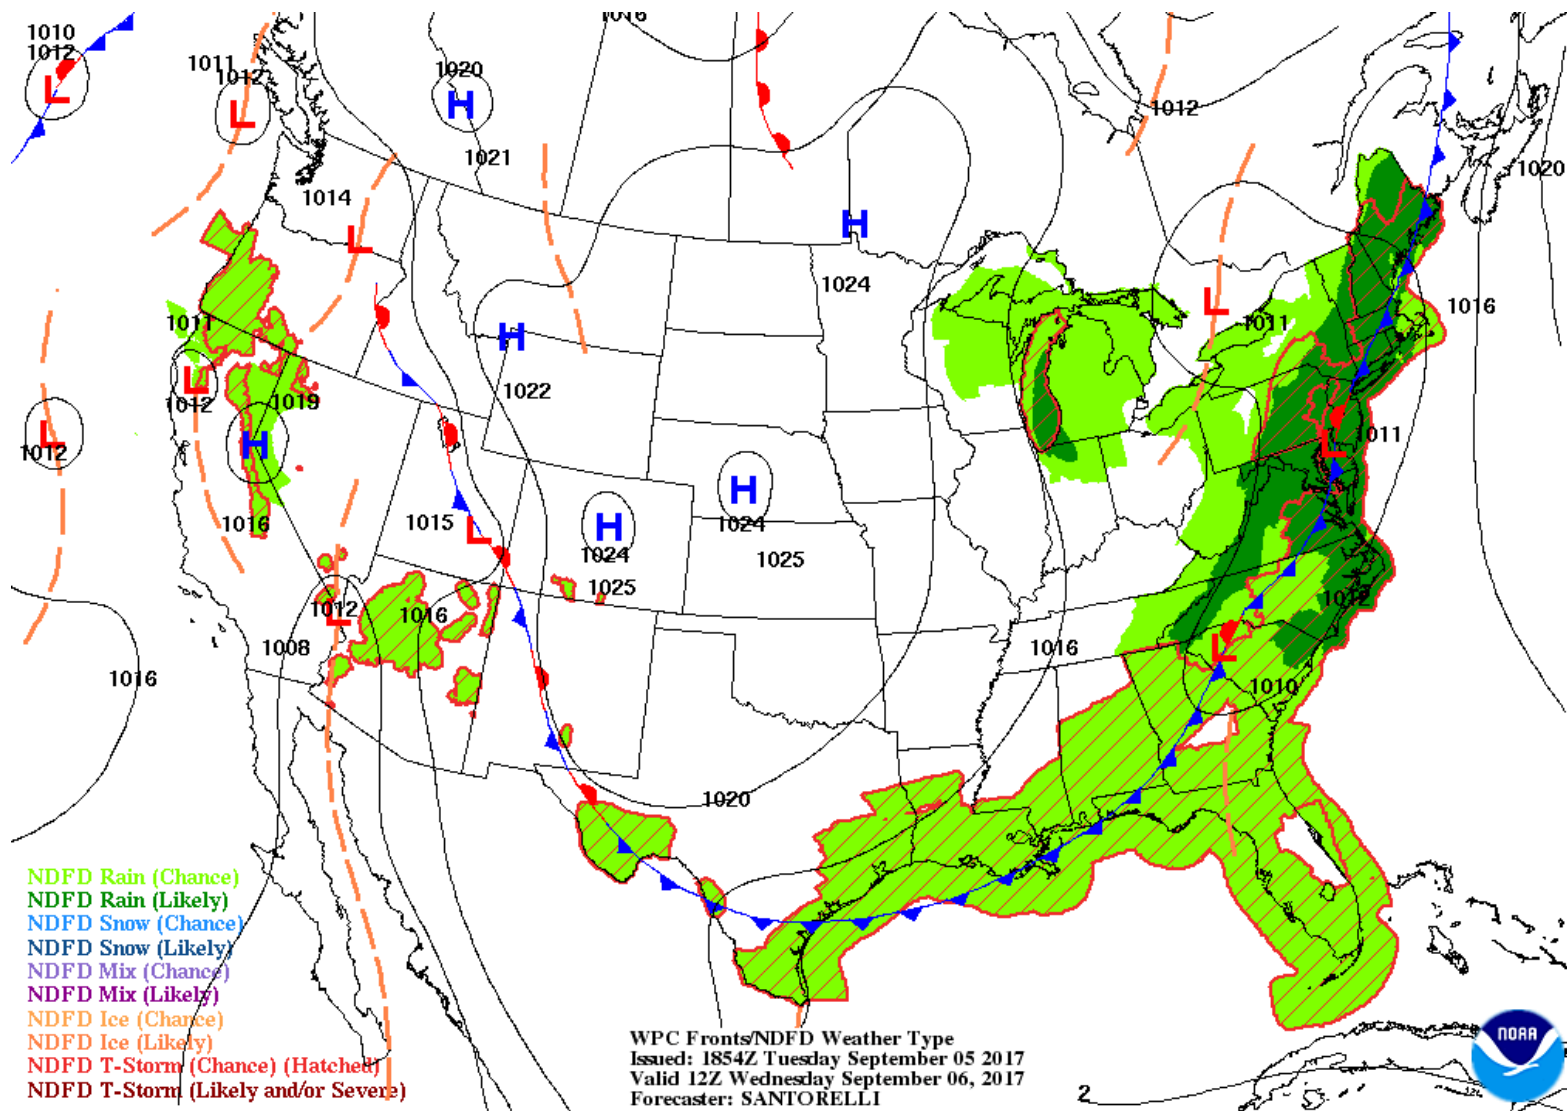 1016
1010
1012
L
1011
1012
L
1020
H
1021
1012
1020
1014
L
H
1024
1016
L
1011
1011
H
1022
L
1012
1019
H
L
1012
L
1011
H
1024
1025
H
1024
1025
1016
1015
L
1012
L
1016
1008
1012
1016
L
1010
1016
1020
NDFD Rain (Chance)
NDFD Rain (Likely)
NDFD Snow (Chance)
NDFD Snow (Likely)
NDFD Mix (Chance)
NDFD Mix (Likely)
NDFD Ice (Chance)
NDFD Ice (Likely)
NDFD T-Storm (Chance) (Hatched)
NDFD T-Storm (Likely and/or Severe)
WPC Fronts/NDFD Weather Type
Issued: 1854Z Tuesday September 05 2017
Valid 12Z Wednesday September 06, 2017
Forecaster: SANTORELLI
2
NOAA